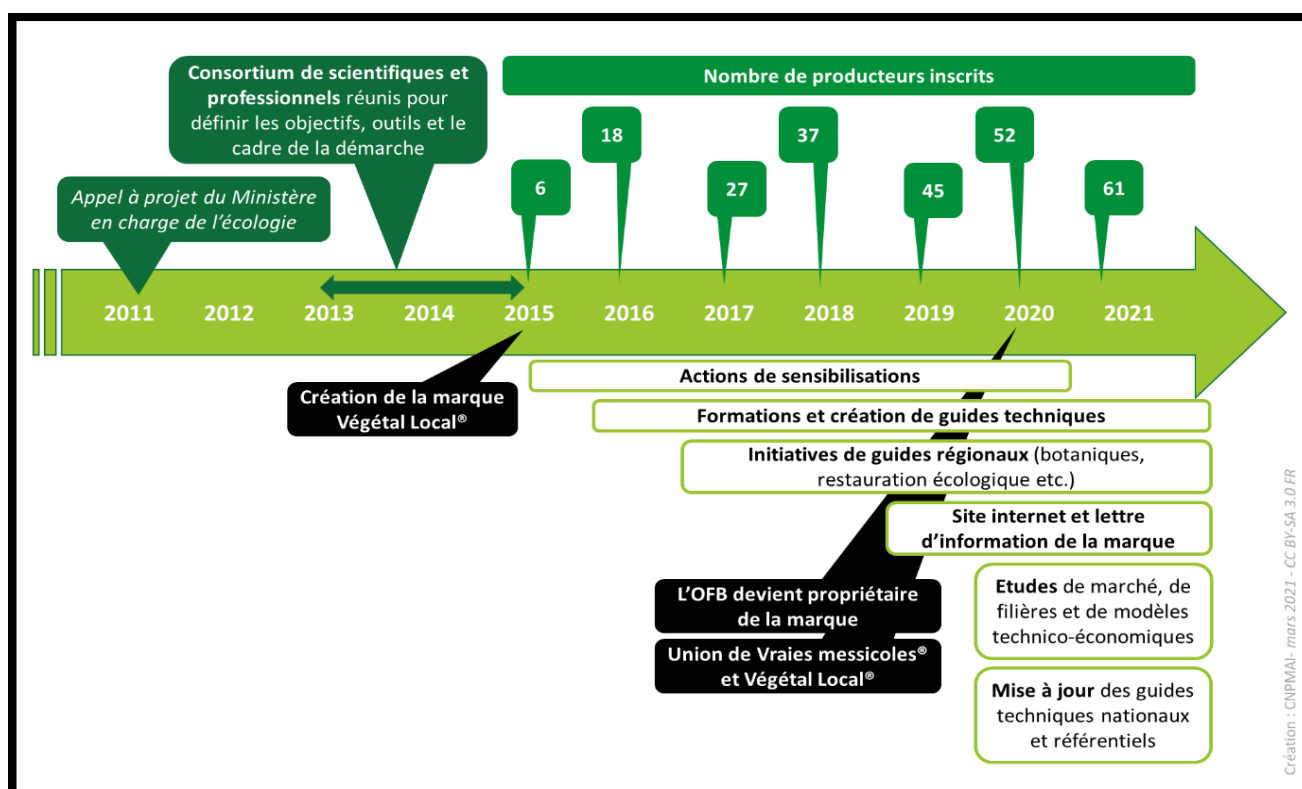 Consortium de scientifiques et
professionnels réunis pour
définir les objectifs, outils et le
cadre de la démarche
Nombre de producteurs inscrits
Appel à projet du Ministère
en charge de l’écologie
6
18
27
37
45
52
61
2011
2012
2013
2014
2015
2016
2017
2018
2019
2020
2021
Création de la marque
Végétal Local®
Actions de sensibilisations
Formations et création de guides techniques
Initiatives de guides régionaux (botaniques,
restauration écologique etc.)
Site internet et lettre
d’information de la marque
L’OFB devient propriétaire
de la marque
Union de Vraies messicoles®
et Végétal Local®
Etudes de marché, de
filières et de modèles
technico-économiques
Mise à jour des guides
techniques nationaux
et référentiels
Création : CNPMAI- mars 2021 - CC BY-SA 3.0 FR